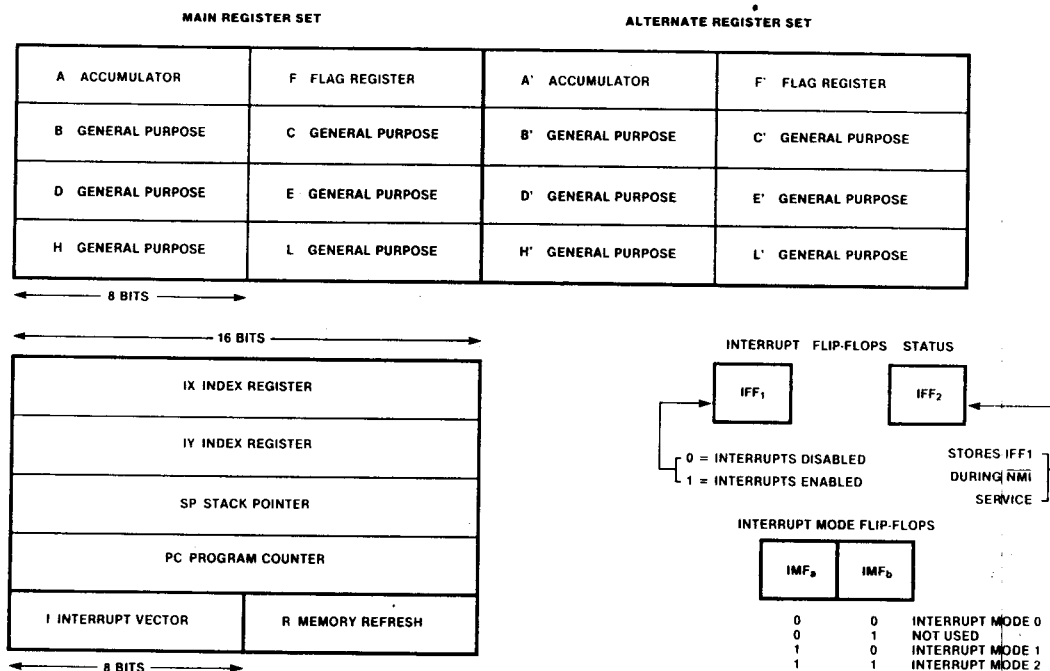 MAIN REGISTER SET
ALTERNATE REGISTER SET
A ACCUMULATOR
F FLAG REGISTER
A' ACCUMULATOR
F' FLAG REGISTER
B GENERAL PURPOSE
C GENERAL PURPOSE
B' GENERAL PURPOSE
C' GENERAL PURPOSE
D GENERAL PURPOSE
E GENERAL PURPOSE
D' GENERAL PURPOSE
E' GENERAL PURPOSE
H GENERAL PURPOSE
L GENERAL PURPOSE
H' GENERAL PURPOSE
L' GENERAL PURPOSE
8 BITS
16 BITS
IX INDEX REGISTER
IY INDEX REGISTER
SP STACK POINTER
PC PROGRAM COUNTER
I INTERRUPT VECTOR
R MEMORY REFRESH
8 BITS
INTERRUPT FLIP-FLOPS STATUS
IFF₁
IFF₂
0 = INTERRUPTS DISABLED
1 = INTERRUPTS ENABLED
STORES IFF1
DURING N̅M̅I̅
SERVICE
INTERRUPT MODE FLIP-FLOPS
IMFₐ
IMFb
0 0 INTERRUPT MODE 0
0 1 NOT USED
1 0 INTERRUPT MODE 1
1 1 INTERRUPT MODE 2